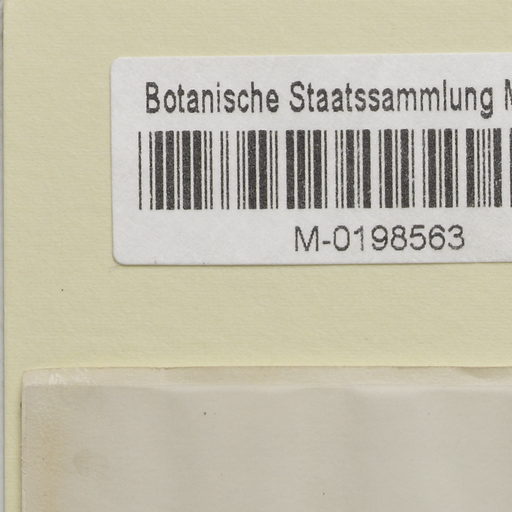 Botanische Staatssammlung
M-0198563